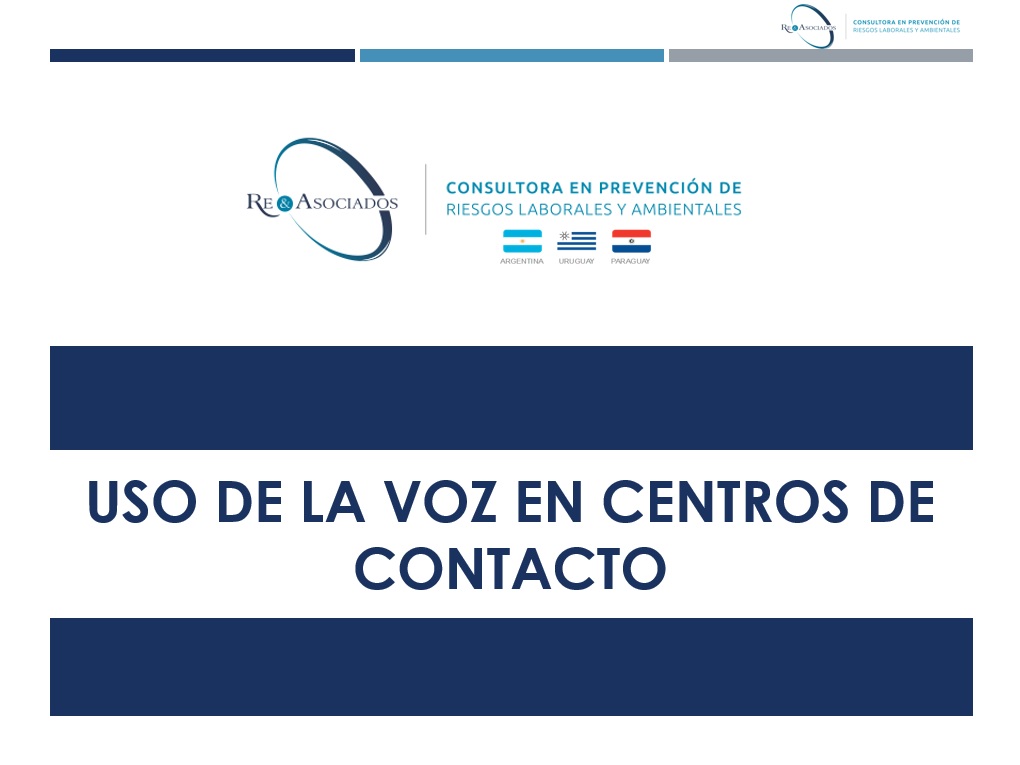 RE & ASOCIADOS
CONSULTORA EN PREVENCIÓN DE
RIESGOS LABORALES Y AMBIENTALES
RE & ASOCIADOS
CONSULTORA EN PREVENCIÓN DE
RIESGOS LABORALES Y AMBIENTALES
ARGENTINA URUGUAY PARAGUAY
USO DE LA VOZ EN CENTROS DE
CONTACTO